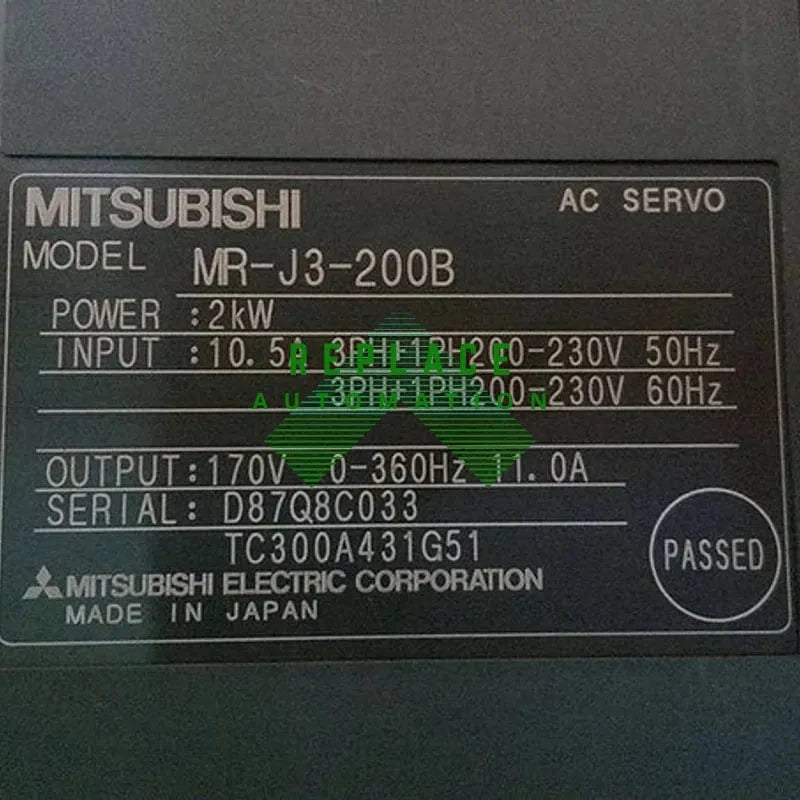 MITSUBISHI AC SERVO
MODEL MR-J3-200B
POWER :2kW
INPUT :10.5 3PH+1PH200-230V 50Hz
REPLACE
3PH+1PH200-230V 60Hz
AUTOMATION
OUTPUT:170V 0-360Hz 11.0A
SERIAL: D87Q8C033
TC300A431G51
PASSED
MITSUBISHI ELECTRIC CORPORATION
MADE IN JAPAN